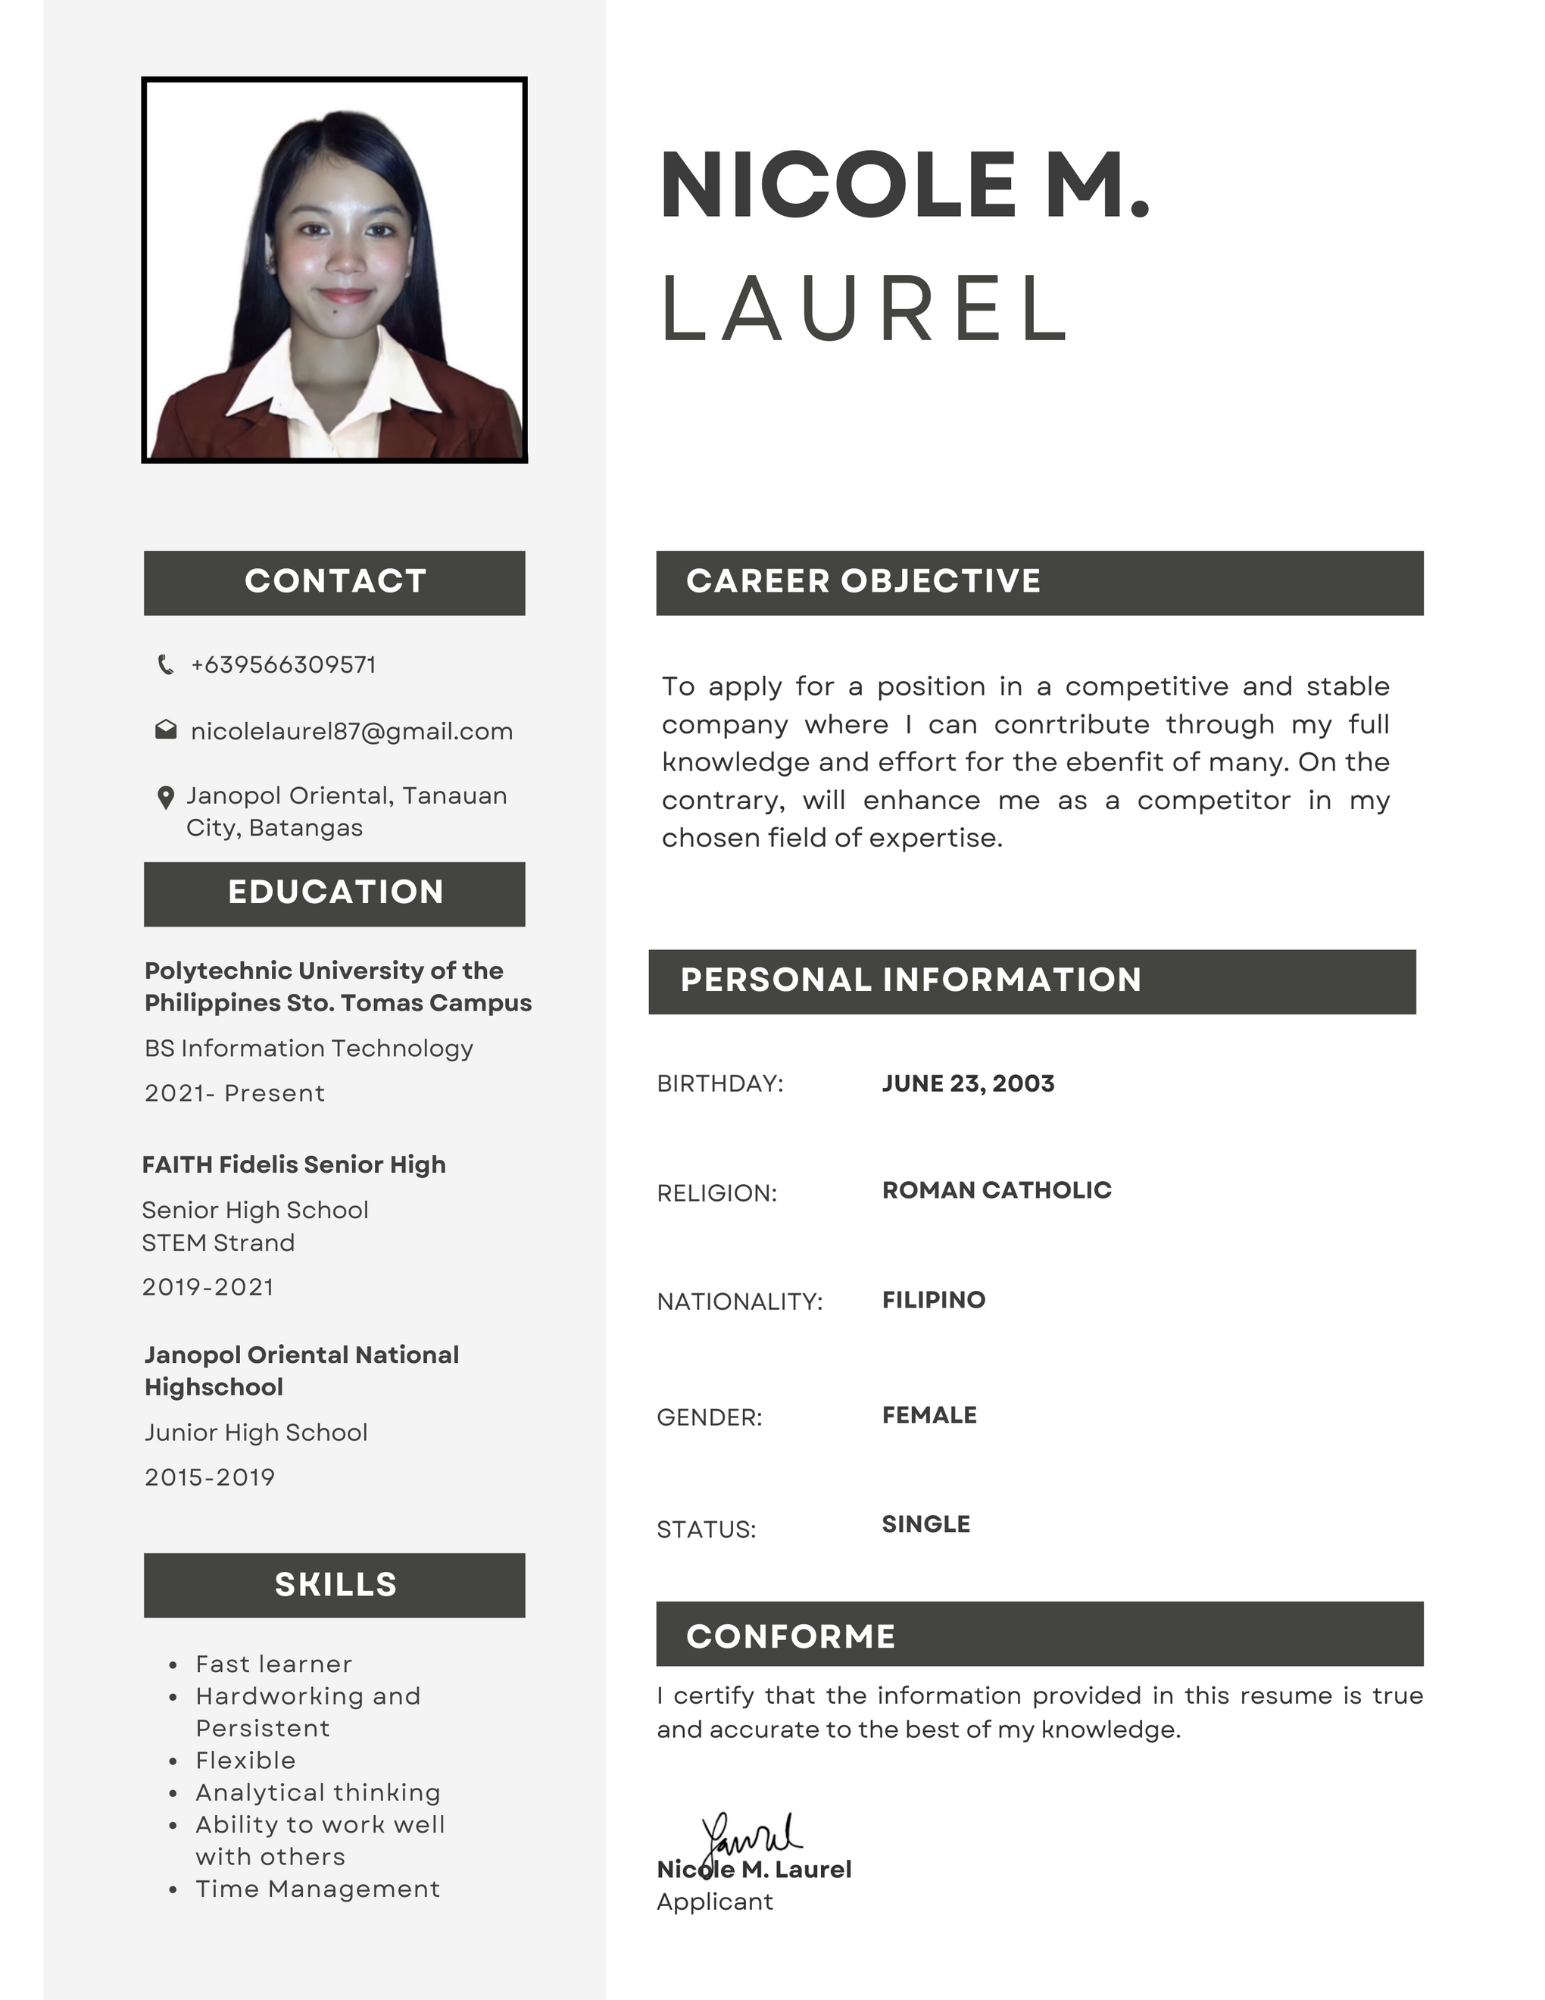 NICOLE M.
LAUREL
CONTACT
+639566309571
nicolelaurel87@gmail.com
Janopol Oriental, Tanauan
City, Batangas
EDUCATION
Polytechnic University of the
Philippines Sto. Tomas Campus
BS Information Technology
2021- Present
FAITH Fidelis Senior High
Senior High School
STEM Strand
2019-2021
Janopol Oriental National
Highschool
Junior High School
2015-2019
SKILLS
• Fast learner
• Hardworking and
Persistent
• Flexible
• Analytical thinking
• Ability to work well
with others
• Time Management
CAREER OBJECTIVE
To apply for a position in a competitive and stable
company where I can conrtribute through my full
knowledge and effort for the ebenfit of many. On the
contrary, will enhance me as a competitor in my
chosen field of expertise.
PERSONAL INFORMATION
BIRTHDAY: JUNE 23, 2003
RELIGION: ROMAN CATHOLIC
NATIONALITY: FILIPINO
GENDER: FEMALE
STATUS: SINGLE
CONFORME
I certify that the information provided in this resume is true
and accurate to the best of my knowledge.
Laurel
Nicole M. Laurel
Applicant